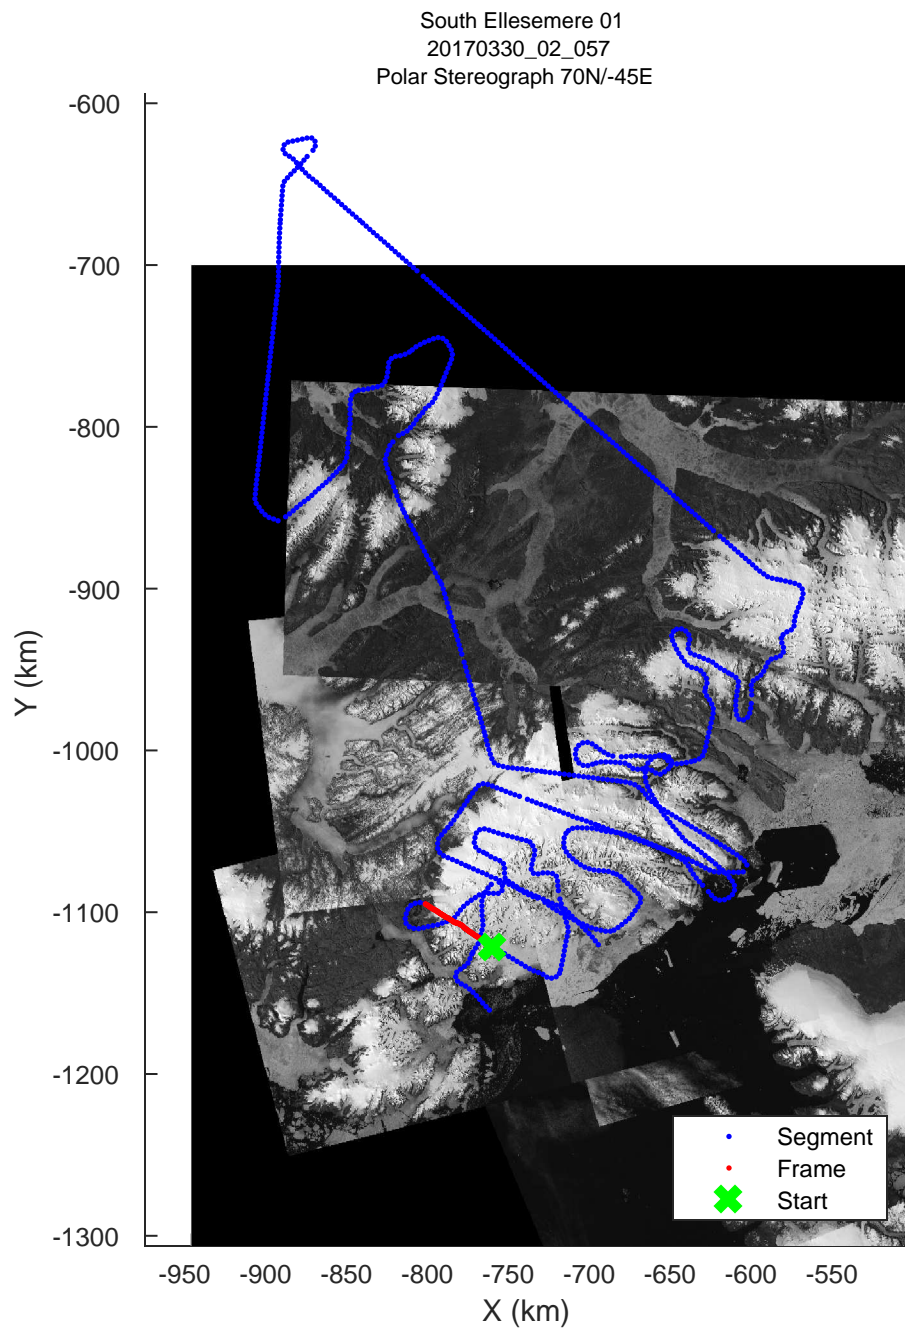 South Ellesemere 01
20170330_02_057
Polar Stereograph 70N/-45E
-600
-700
-800
-900
-1000
-1100
-1200
-1300
Y (km)
-950 -900 -850 -800 -750 -700 -650 -600 -550
X (km)
Segment
Frame
Start